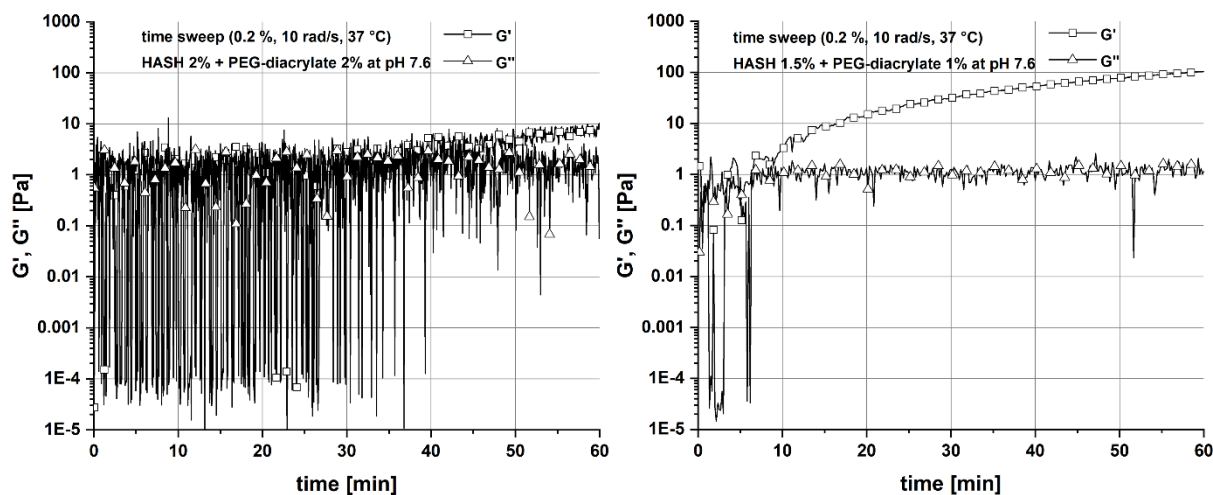 1000
100
10
1
0.1
0.01
0.001
1E-4
1E-5
G', G'' [Pa]
time sweep (0.2 %, 10 rad/s, 37 °C)
HASH 2% + PEG-diacrylate 2% at pH 7.6
G'
G''
0 10 20 30 40 50 60
time [min]
1000
100
10
1
0.1
0.01
0.001
1E-4
1E-5
G', G'' [Pa]
time sweep (0.2 %, 10 rad/s, 37 °C)
HASH 1.5% + PEG-diacrylate 1% at pH 7.6
G'
G''
0 10 20 30 40 50 60
time [min]